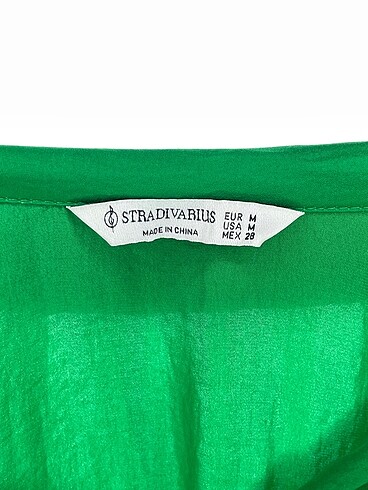 STRADIVARIUS
MADE IN CHINA
EUR M
USA M
MEX 28